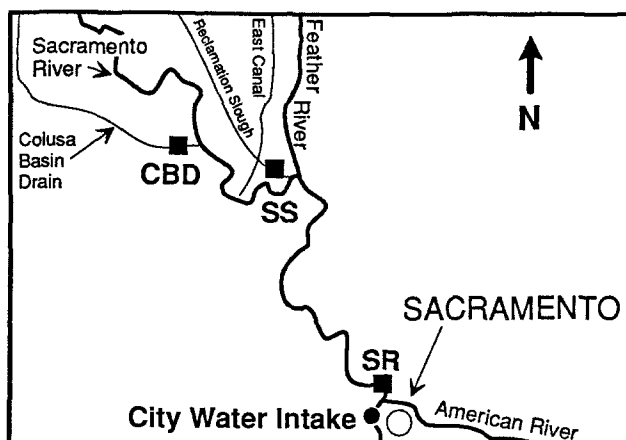 Sacramento
River
Reclamation Slough
East Canal
Feather River
N
Colusa
Basin
Drain
CBD
SS
SACRAMENTO
SR
City Water Intake
American River